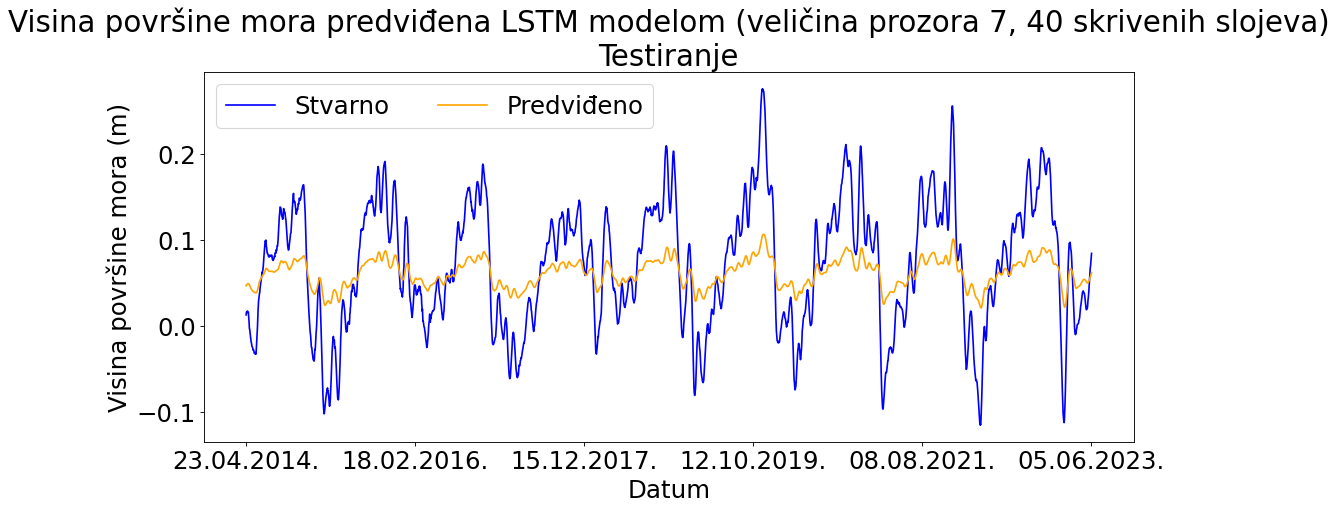 Visina površine mora predviđena LSTM modelom (veličina prozora 7, 40 skrivenih slojeva)
Testiranje
Stvarno Predviđeno
Visina površine mora (m)
0.2
0.1
0.0
−0.1
23.04.2014. 18.02.2016. 15.12.2017. 12.10.2019. 08.08.2021. 05.06.2023.
Datum